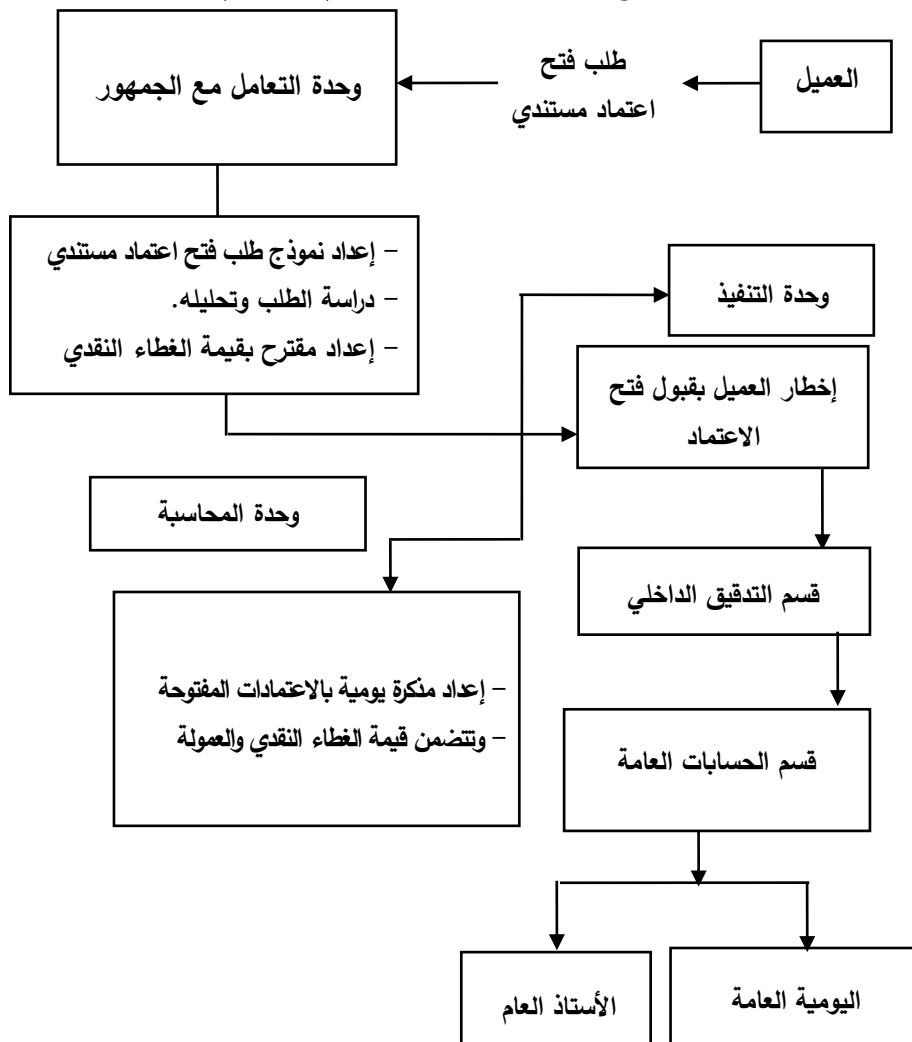 العميل
طلب فتح
اعتماد مستندي
وحدة التعامل مع الجمهور
– إعداد نموذج طلب فتح اعتماد مستندي
– دراسة الطلب وتحليله.
– إعداد مقترح بقيمة الغطاء النقدي
وحدة التنفيذ
إخطار العميل بقبول فتح
الاعتماد
وحدة المحاسبة
قسم التدقيق الداخلي
– إعداد مذكرة يومية بالاعتمادات المفتوحة
– وتتضمن قيمة الغطاء النقدي والعمولة
قسم الحسابات العامة
اليومية العامة
الأستاذ العام